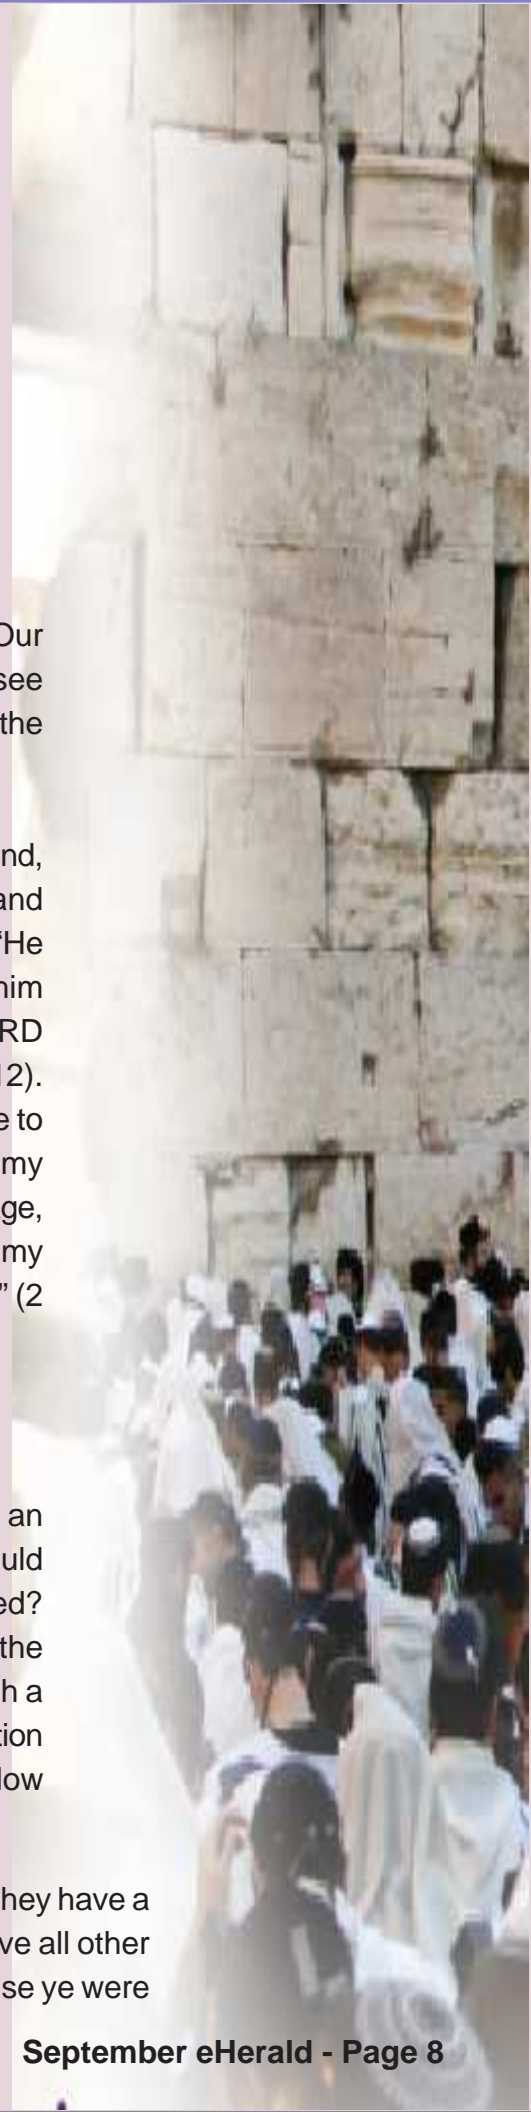 Our
see
the
nd,
and
"He
him
RD
12).
e to
my
ge,
my
" (2
an
uld
ed?
the
h a
tion
low
hey have a
ve all other
se ye were
September eHerald - Page 8